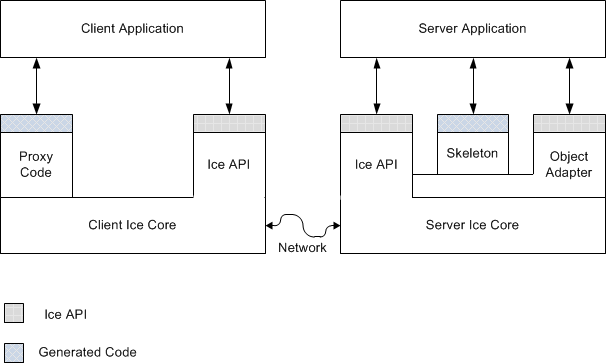 Client Application
Server Application
Proxy
Code
Ice API
Ice API
Skeleton
Object
Adapter
Client Ice Core
Network
Server Ice Core
Ice API
Generated Code